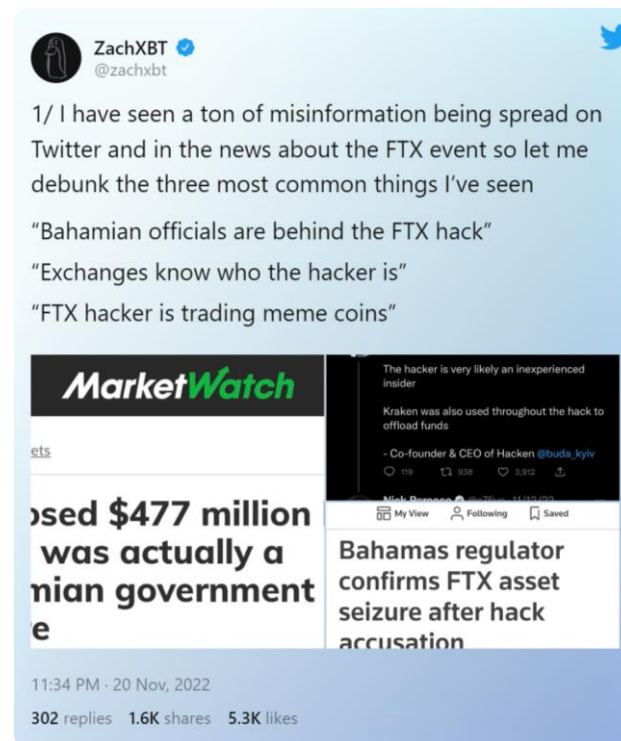 ZachXBT
@zachxbt
1/ I have seen a ton of misinformation being spread on
Twitter and in the news about the FTX event so let me
debunk the three most common things I’ve seen
“Bahamian officials are behind the FTX hack”
“Exchanges know who the hacker is”
“FTX hacker is trading meme coins”
MarketWatch
ets
osed $477 million
was actually a
mian government
e
The hacker is very likely an inexperienced
insider
Kraken was also used throughout the hack to
offload funds
- Co-founder & CEO of Hacken @buda_kyiv
119 938 3,912
My View Following Saved
Bahamas regulator
confirms FTX asset
seizure after hack
accusation
11:34 PM · 20 Nov, 2022
302 replies 1.6K shares 5.3K likes